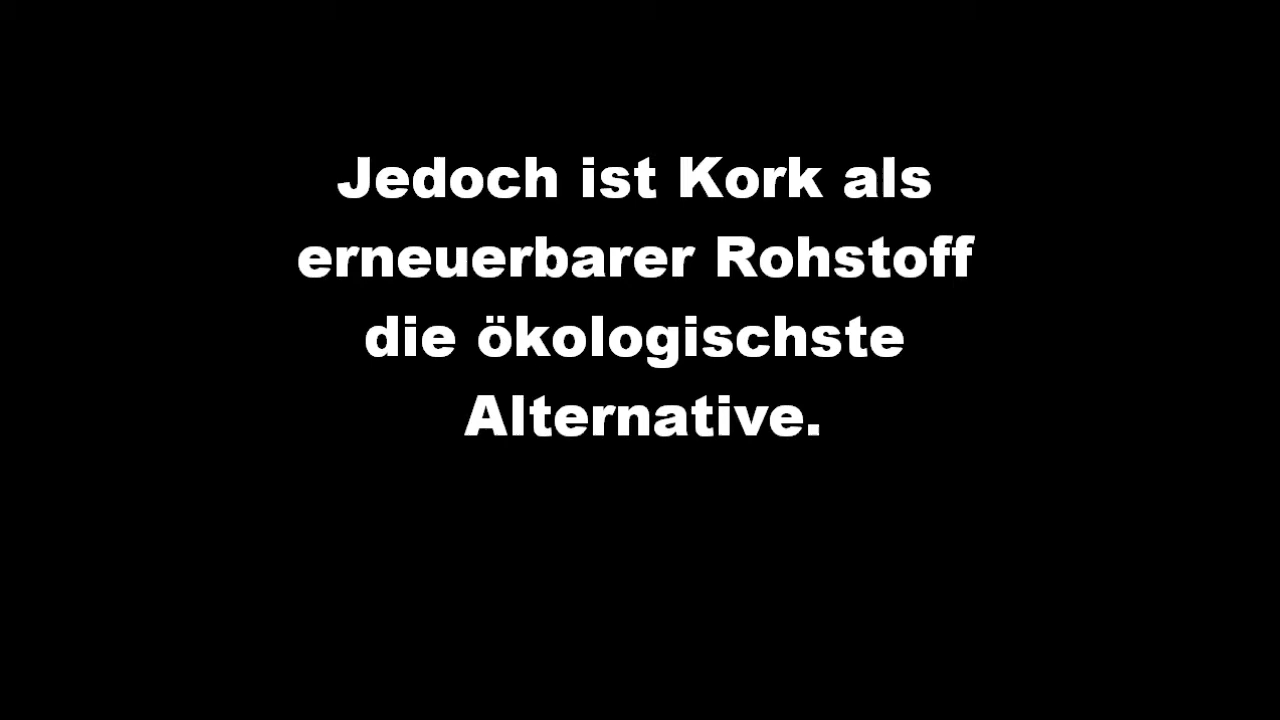 Jedoch ist Kork als
erneuerbarer Rohstoff
die ökologischste
Alternative.